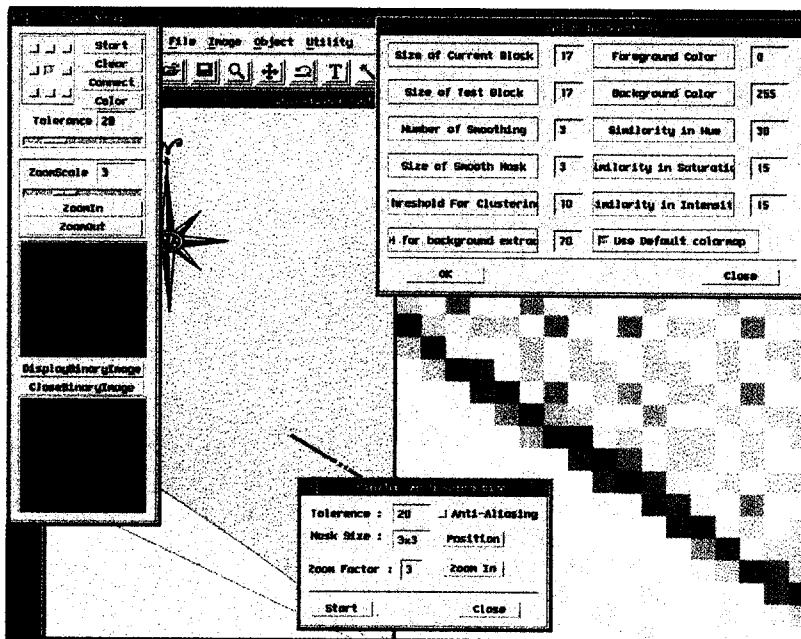 Start
Clear
Connect
Color
Tolerance 20
ZoomScale 3
ZoomIn
ZoomOut
DisplayBinaryImage
CloseBinaryImage
File Image Object Utility
T
Size of Current Block 17 Foreground Color 0
Size of Test Block 17 Background Color 255
Number of Smoothing 3 Similarity in Hue 30
Size of Smooth Mask 3 imilarity in Saturatio 15
hreshold For Clusterin 10 imilarity in Intensit 15
for background extrac 70 Use Default colormap
OK Close
Tolerence : 20 Anti-Aliasing
Mask Size : 3x3 Position
Zoom Factor : 3 Zoom In
Start Close